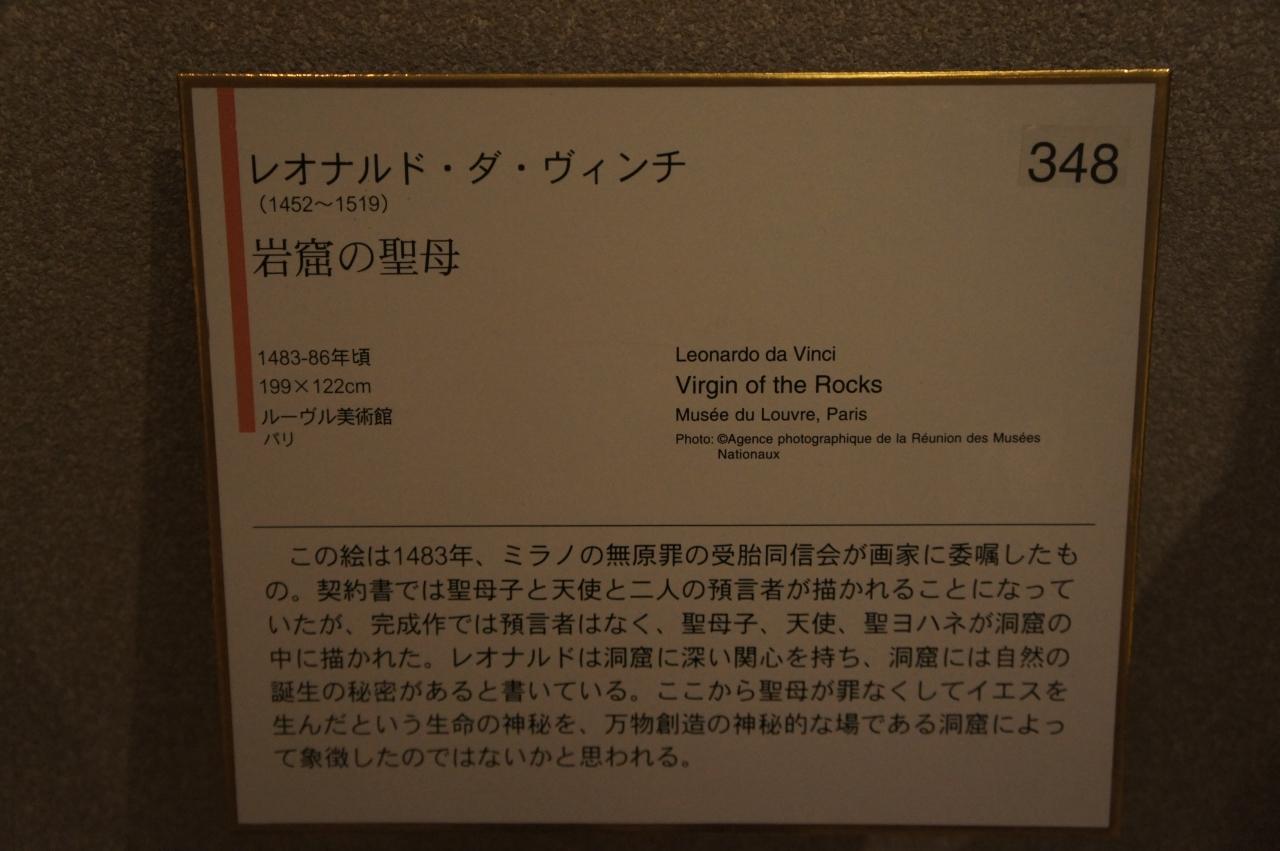 レオナルド・ダ・ヴィンチ
348
（1452〜1519）
岩窟の聖母
1483-86年頃
199×122cm
ルーヴル美術館
パリ
Leonardo da Vinci
Virgin of the Rocks
Musée du Louvre, Paris
Photo: ©Agence photographique de la Réunion des Musées
Nationaux
この絵は1483年、ミラノの無原罪の受胎同信会が画家に委嘱したも
の。契約書では聖母子と天使と二人の預言者が描かれることになって
いたが、完成作では預言者はなく、聖母子、天使、聖ヨハネが洞窟の
中に描かれた。レオナルドは洞窟に深い関心を持ち、洞窟には自然の
誕生の秘密があると書いている。ここから聖母が罪なくしてイエスを
生んだという生命の神秘を、万物創造の神秘的な場である洞窟によっ
て象徴したのではないかと思われる。